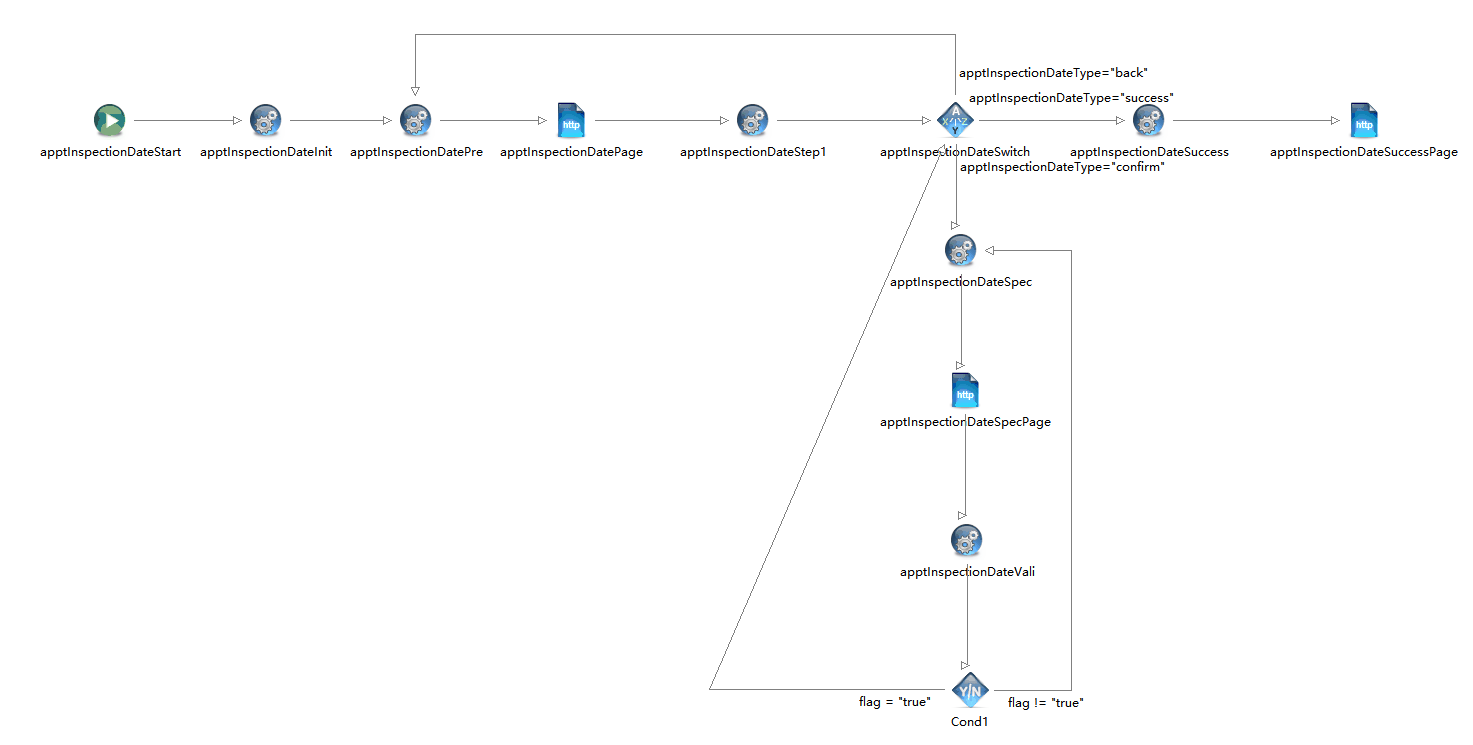 apptInspectionDateType="back"
apptInspectionDateType="success"
A
X
Z
Y
http
http
apptInspectionDateStart
apptInspectionDateInit
apptInspectionDatePre
apptInspectionDatePage
apptInspectionDateStep1
apptInspectionDateSwitch
apptInspectionDateSuccess
apptInspectionDateSuccessPage
apptInspectionDateType="confirm"
apptInspectionDateSpec
http
apptInspectionDateSpecPage
apptInspectionDateVali
Y/N
flag = "true"
flag != "true"
Cond1